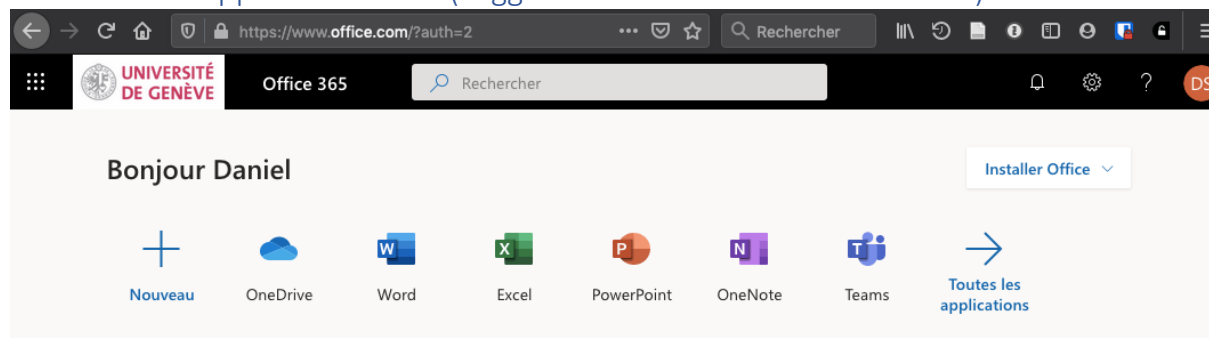 https://www.office.com/?auth=2
Rechercher
UNIVERSITÉ
DE GENÈVE
Office 365
Rechercher
?
DS
Bonjour Daniel
Installer Office
Nouveau
OneDrive
Word
Excel
PowerPoint
OneNote
Teams
Toutes les
applications